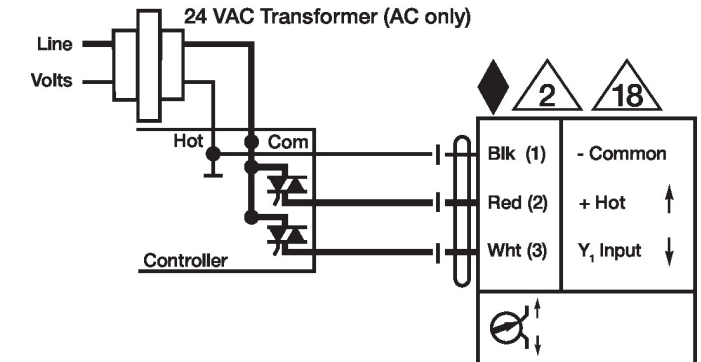 24 VAC Transformer (AC only)
Line
Volts
2
18
Hot
Com
Blk (1)
- Common
Red (2)
+ Hot
Wht (3)
Y1 Input
Controller